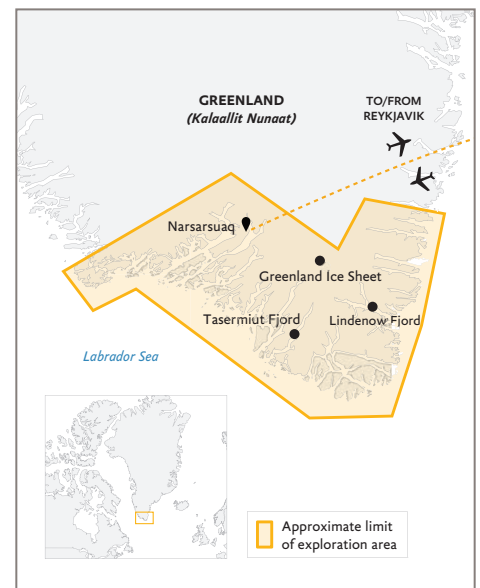 GREENLAND
(Kalaallit Nunaat)
TO/FROM
REYKJAVIK
Narsarsuaq
Greenland Ice Sheet
Tasermiut Fjord
Lindenow Fjord
Labrador Sea
Approximate limit
of exploration area